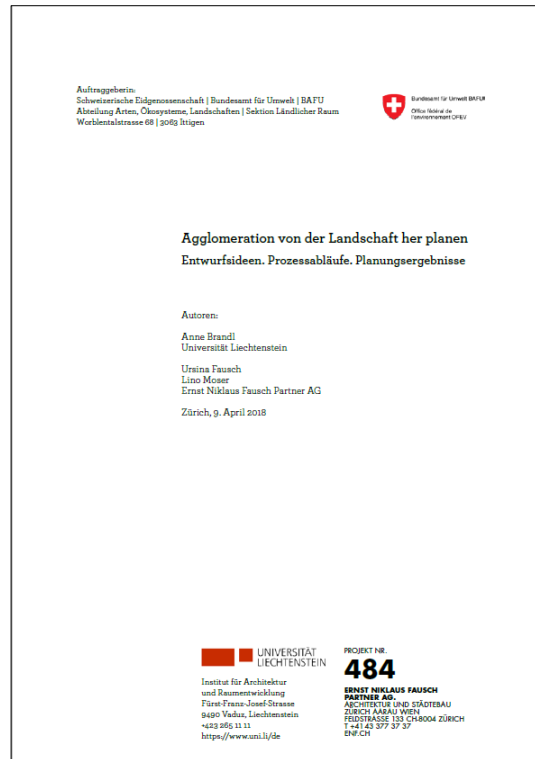 Auftraggeberin:
Schweizerische Eidgenossenschaft | Bundesamt für Umwelt | BAFU
Abteilung Arten, Ökosysteme, Landschaften | Sektion Ländlicher Raum
Worblentalstrasse 68 | 3063 Ittigen
Bundesamt für Umwelt BAFU
Office fédéral de
l'environnement OFEV
Agglomeration von der Landschaft her planen
Entwurfsideen. Prozessabläufe. Planungsergebnisse
Autoren:
Anne Brandl
Universität Liechtenstein
Ursina Fausch
Lino Moser
Ernst Niklaus Fausch Partner AG
Zürich, 9. April 2018
UNIVERSITÄT
LIECHTENSTEIN
Institut für Architektur
und Raumentwicklung
Fürst-Franz-Josef-Strasse
9490 Vaduz, Liechtenstein
+423 265 11 11
https://www.uni.li/de
PROJEKT NR.
484
ERNST NIKLAUS FAUSCH
PARTNER AG.
ARCHITEKTUR UND STÄDTEBAU
ZÜRICH AARAU WIEN
FELDSTRASSE 133 CH-8004 ZÜRICH
T +41 43 377 37 37
ENF.CH